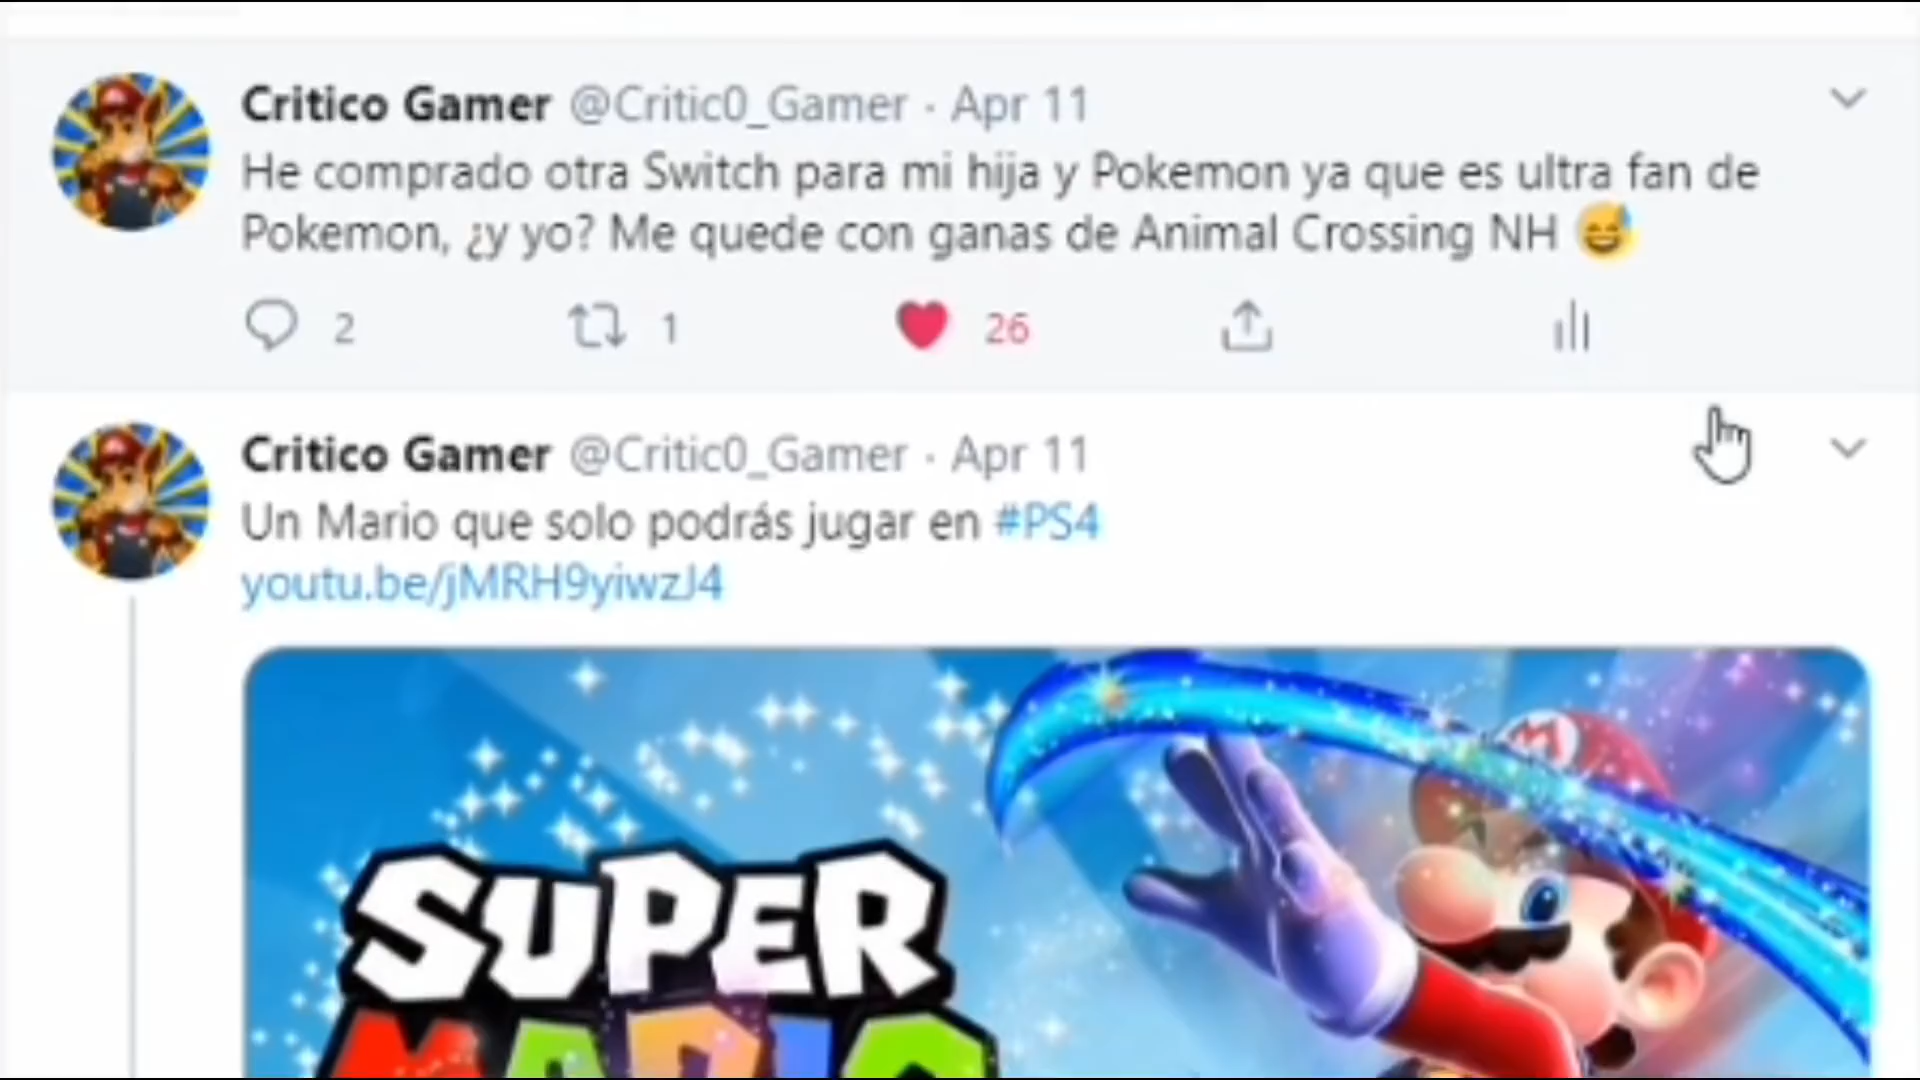 Critico Gamer @Critic0_Gamer · Apr 11
He comprado otra Switch para mi hija y Pokemon ya que es ultra fan de
Pokemon, ¿y yo? Me quede con ganas de Animal Crossing NH 😅
2 1 26
Critico Gamer @Critic0_Gamer · Apr 11
Un Mario que solo podrás jugar en #PS4
youtu.be/jMRH9yiwzJ4
M
SUPER
MARIO